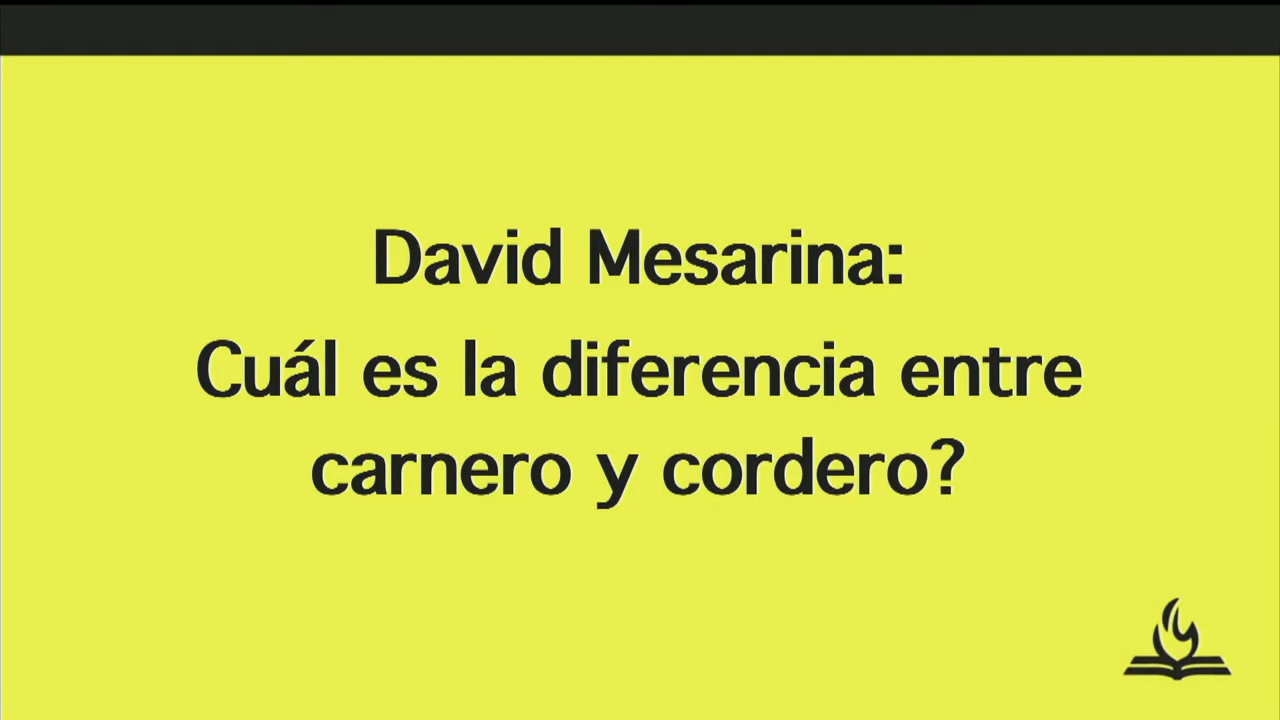 David Mesarina:
Cuál es la diferencia entre
carnero y cordero?